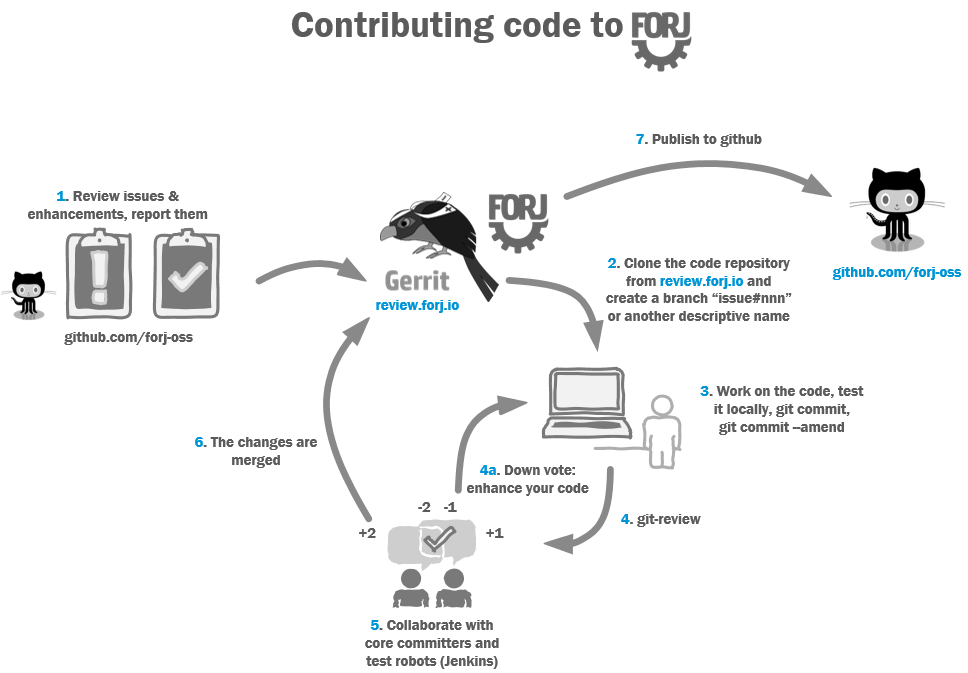 Contributing code to FORJ
7. Publish to github
1. Review issues &
enhancements, report them
github.com/forj-oss
FORJ
Gerrit
review.forj.io
github.com/forj-oss
2. Clone the code repository
from review.forj.io and
create a branch “issue#nnn”
or another descriptive name
3. Work on the code, test
it locally, git commit,
git commit --amend
4a. Down vote:
enhance your code
4. git-review
6. The changes are
merged
-2 -1
+2
+1
5. Collaborate with
core committers and
test robots (Jenkins)